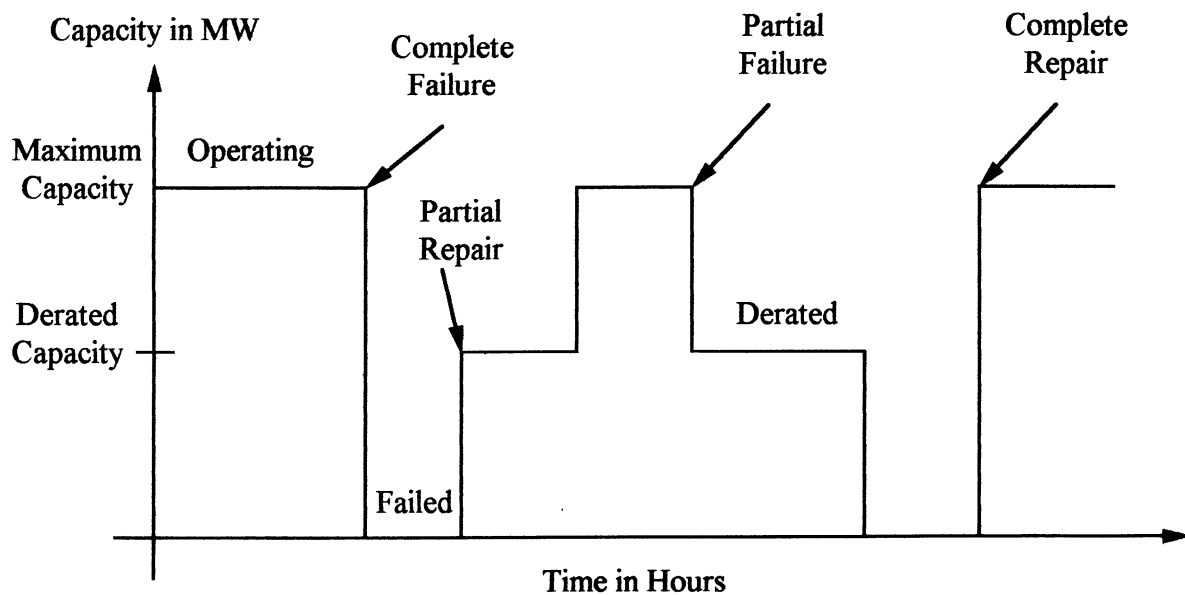 Capacity in MW
Complete
Failure
Partial
Failure
Complete
Repair
Maximum
Capacity
Operating
Partial
Repair
Derated
Capacity
Derated
Failed
Time in Hours